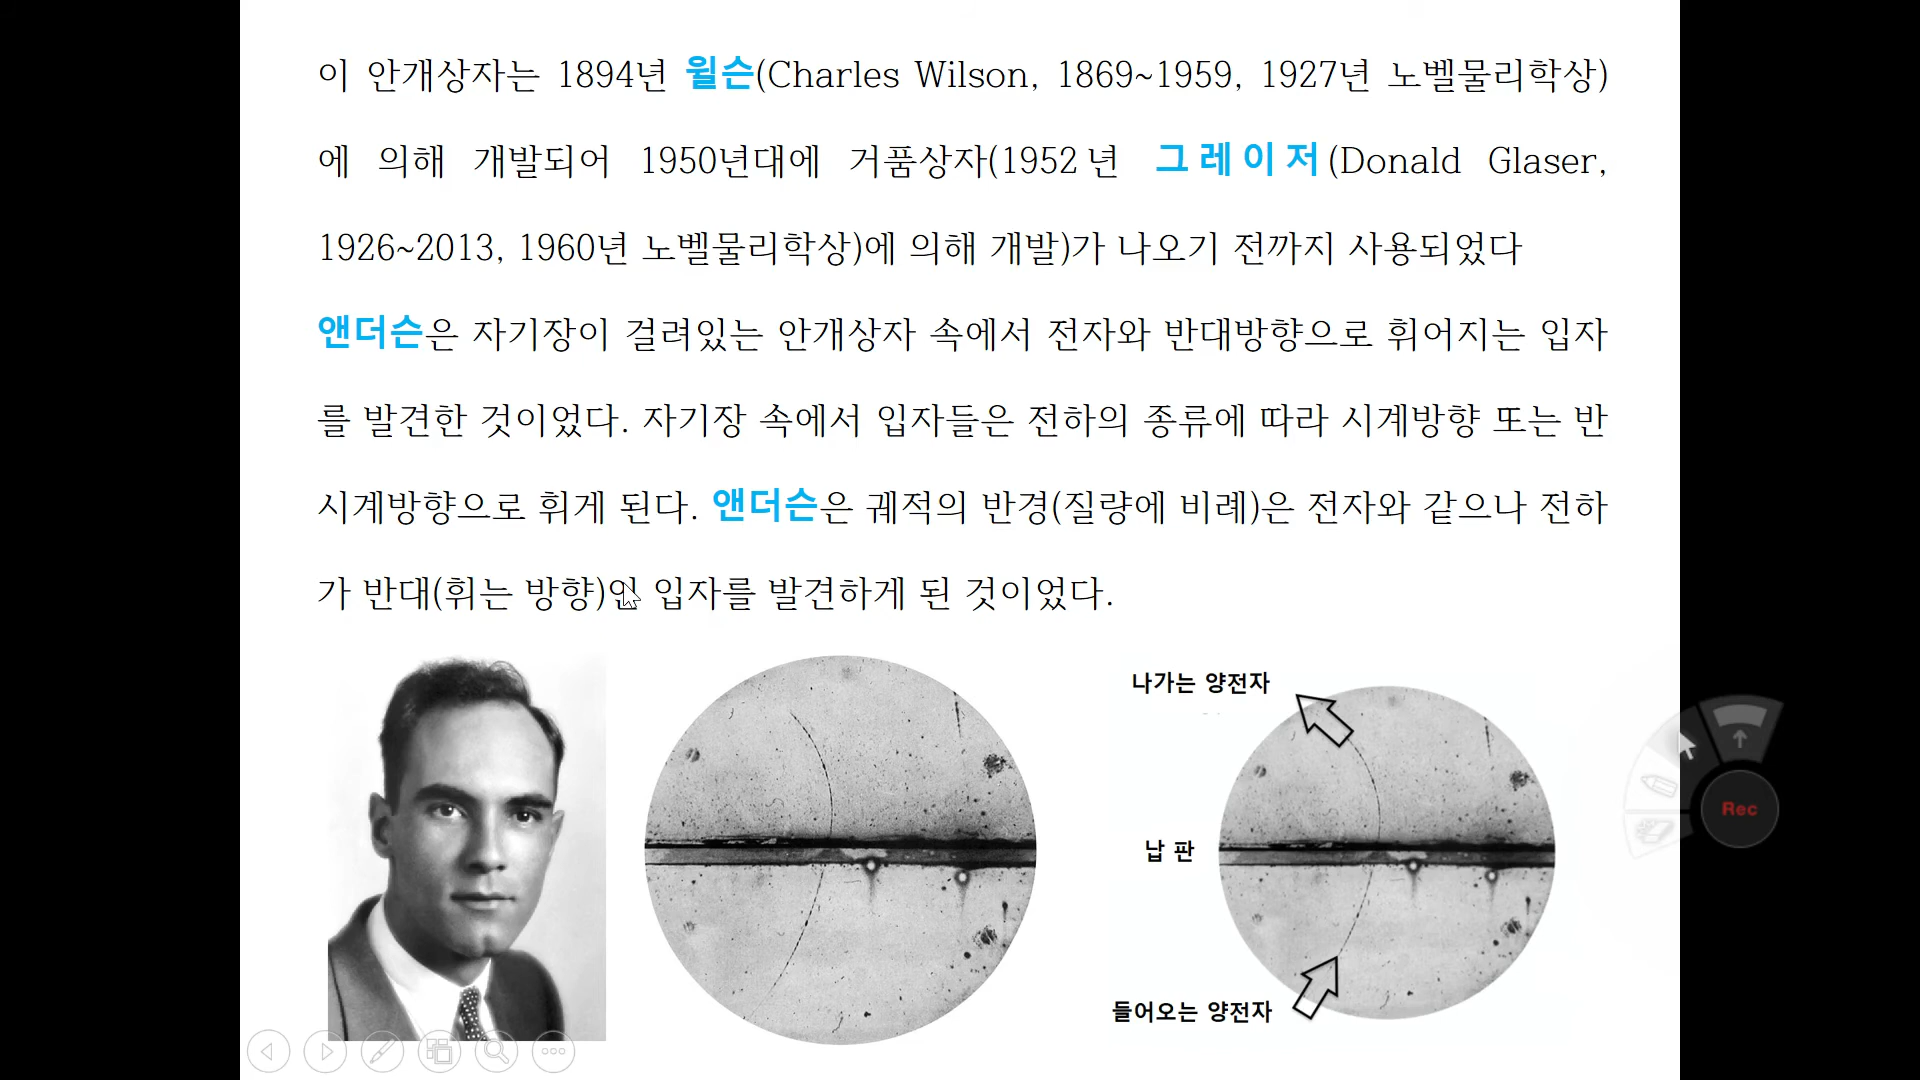 이 안개상자는 1894년 윌슨(Charles Wilson, 1869~1959, 1927년 노벨물리학상)
에 의해 개발되어 1950년대에 거품상자(1952년 그레이저(Donald Glaser,
1926~2013, 1960년 노벨물리학상)에 의해 개발)가 나오기 전까지 사용되었다
앤더슨은 자기장이 걸려있는 안개상자 속에서 전자와 반대방향으로 휘어지는 입자
를 발견한 것이었다. 자기장 속에서 입자들은 전하의 종류에 따라 시계방향 또는 반
시계방향으로 휘게 된다. 앤더슨은 궤적의 반경(질량에 비례)은 전자와 같으나 전하
가 반대(휘는 방향)인 입자를 발견하게 된 것이었다.
나가는 양전자
납 판
들어오는 양전자
Rec